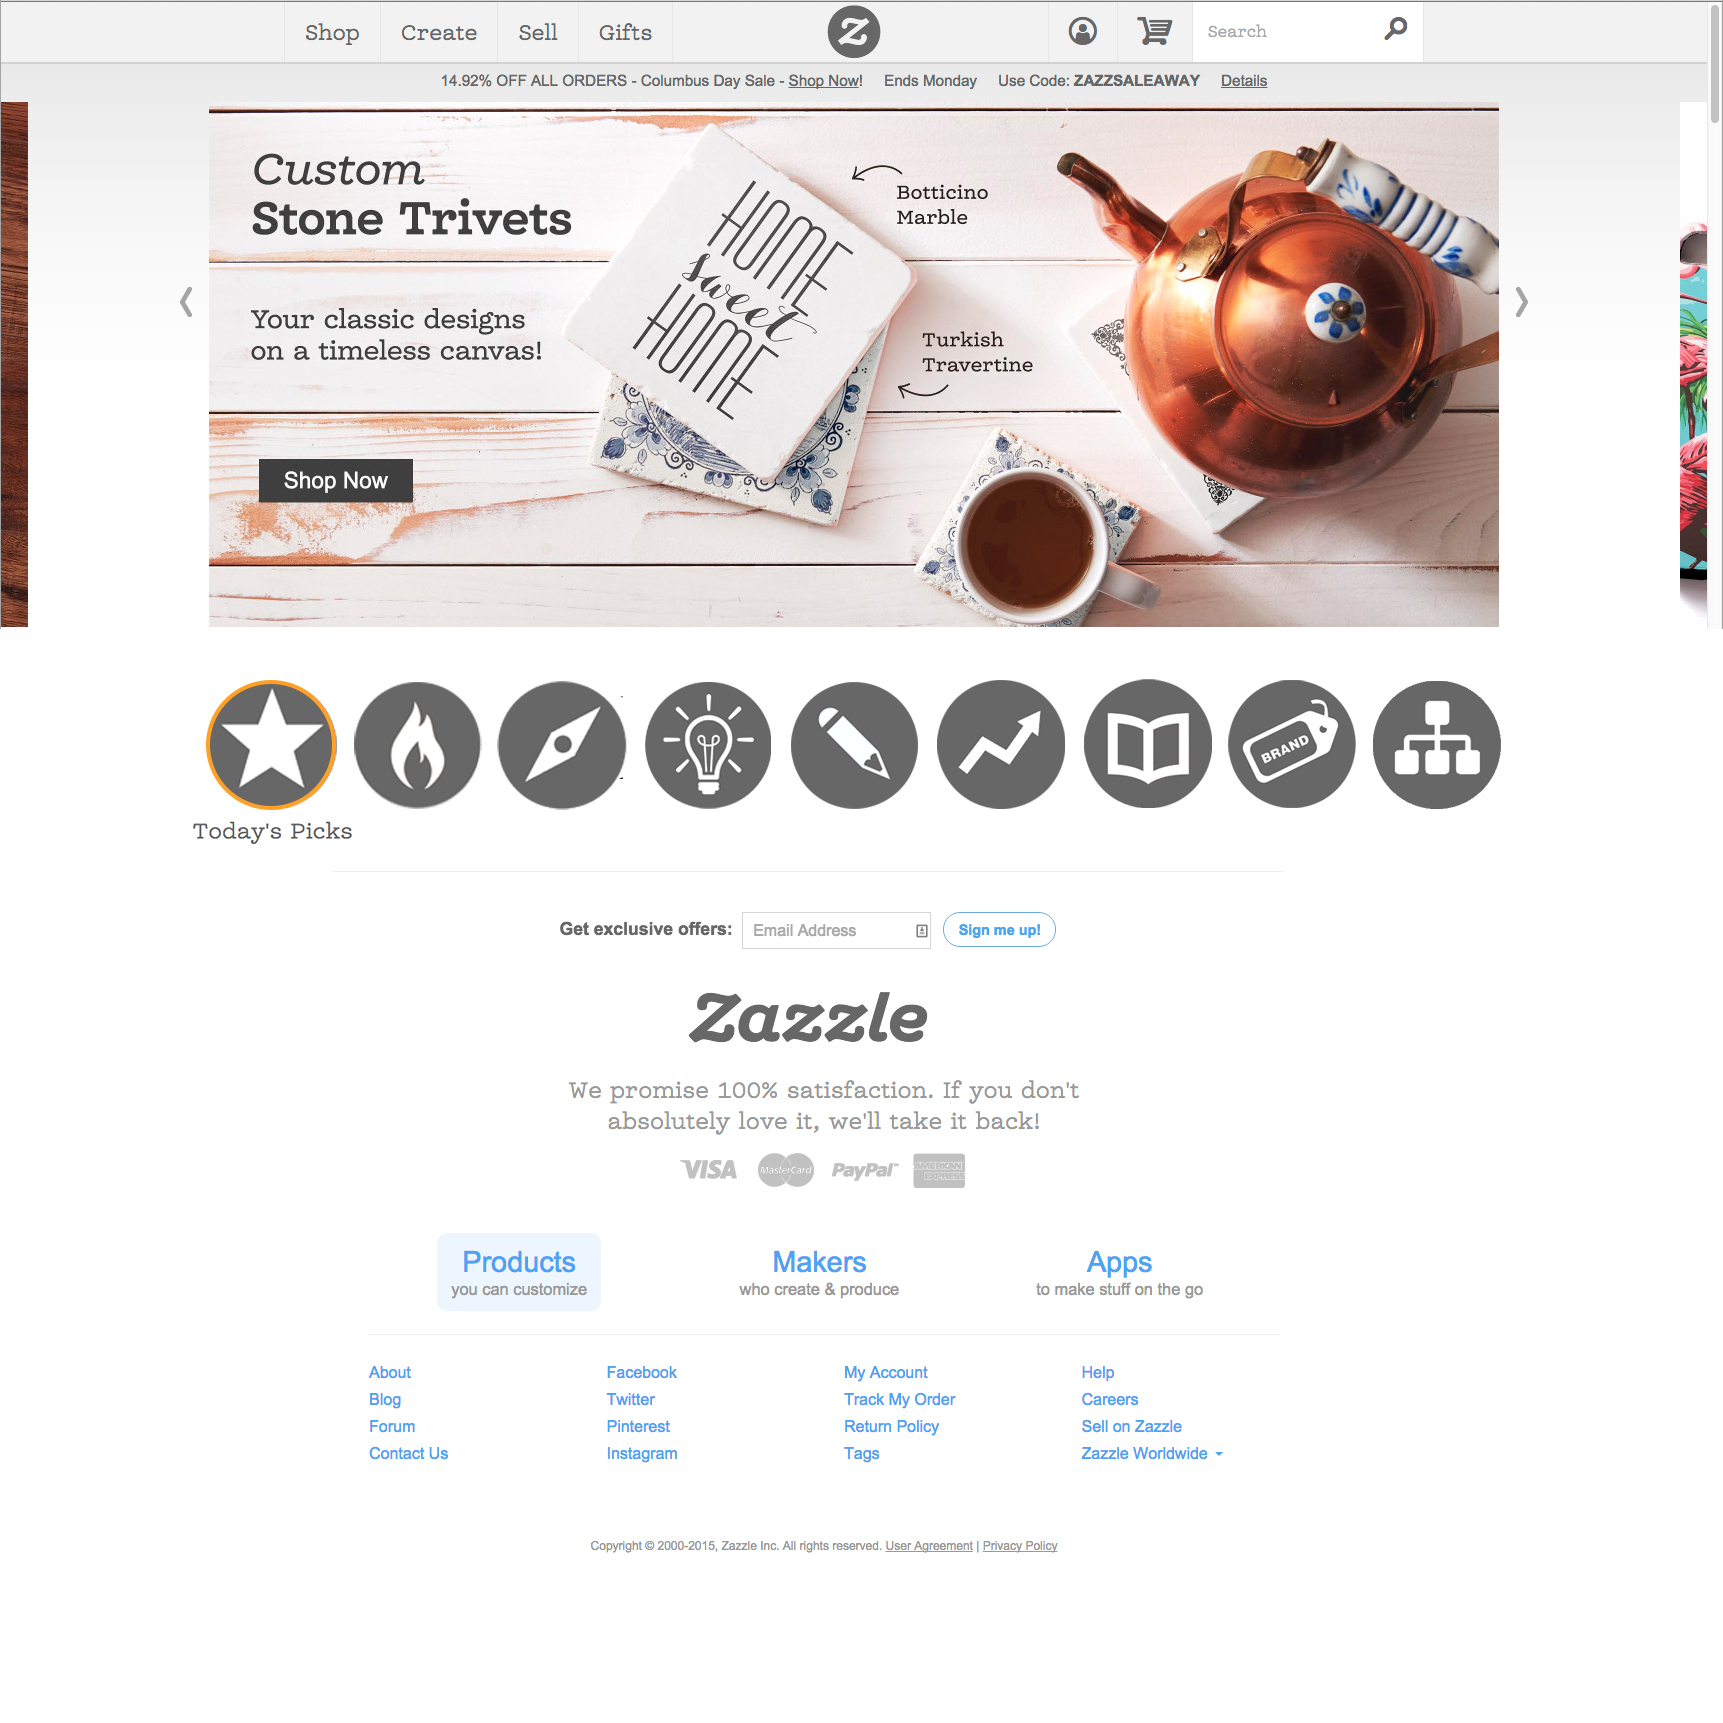 Shop Create Sell Gifts Z Search
14.92% OFF ALL ORDERS - Columbus Day Sale - Shop Now! Ends Monday Use Code: ZAZZSALEAWAY Details
Custom
Stone Trivets
Your classic designs
on a timeless canvas!
Shop Now
HOME
sweet
HOME
Botticino
Marble
Turkish
Travertine
BRAND
Today's Picks
Get exclusive offers: Email Address Sign me up!
Zazzle
We promise 100% satisfaction. If you don't
absolutely love it, we'll take it back!
VISA MasterCard PayPal™ AMERICAN EXPRESS
Products Makers Apps
you can customize who create & produce to make stuff on the go
About Facebook My Account Help
Blog Twitter Track My Order Careers
Forum Pinterest Return Policy Sell on Zazzle
Contact Us Instagram Tags Zazzle Worldwide
Copyright © 2000-2015, Zazzle Inc. All rights reserved. User Agreement | Privacy Policy